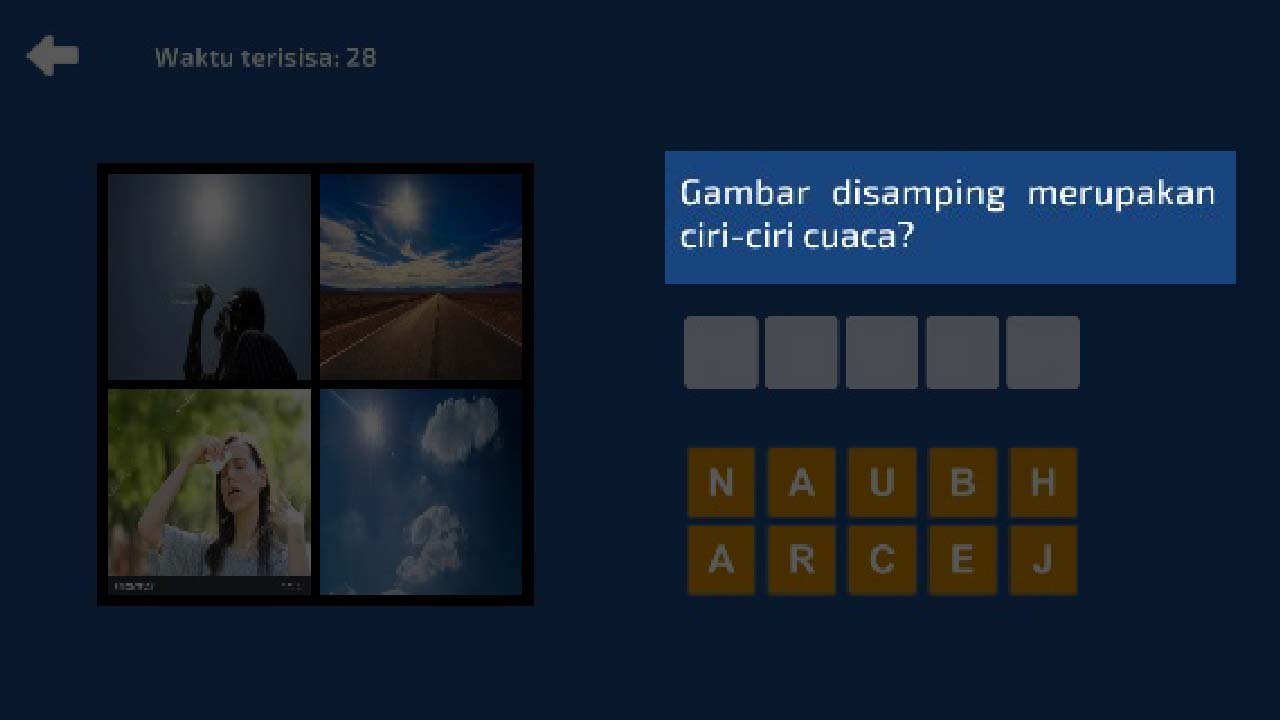 Waktu terisisa: 28
Gambar disamping merupakan
ciri-ciri cuaca?
N A U B H
A R C E J